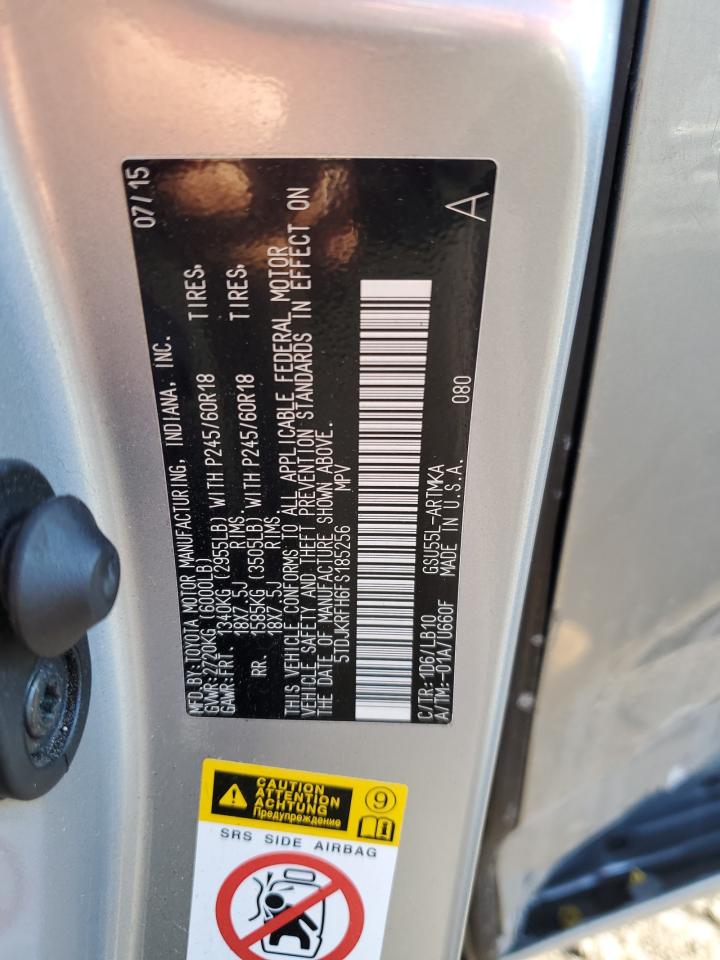 MFD.BY:TOYOTA MOTOR MANUFACTURING, INDIANA, INC. 07/15
GVWR:2720KG (6000LB)
GAWR:FRT. 1340KG (2955LB) WITH P245/60R18 TIRES,
18X7.5J RIMS,
RR. 1585KG (3505LB) WITH P245/60R18 TIRES,
18X7.5J RIMS,
THIS VEHICLE CONFORMS TO ALL APPLICABLE FEDERAL MOTOR
VEHICLE SAFETY AND THEFT PREVENTION STANDARDS IN EFFECT ON
THE DATE OF MANUFACTURE SHOWN ABOVE.
5TDJKRFH6FS185256 MPV
C/TR:1D6/LB10 GSU55L-ARTMKA 080 A
A/TM:-01A/U660F MADE IN U.S.A.
CAUTION
ATTENTION
ACHTUNG
Предупреждение
9
SRS SIDE AIRBAG